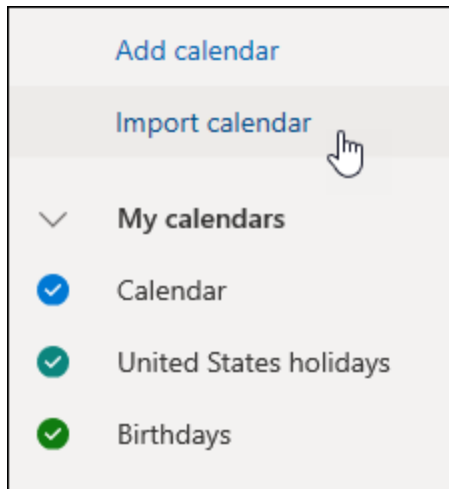 Add calendar
Import calendar
My calendars
Calendar
United States holidays
Birthdays